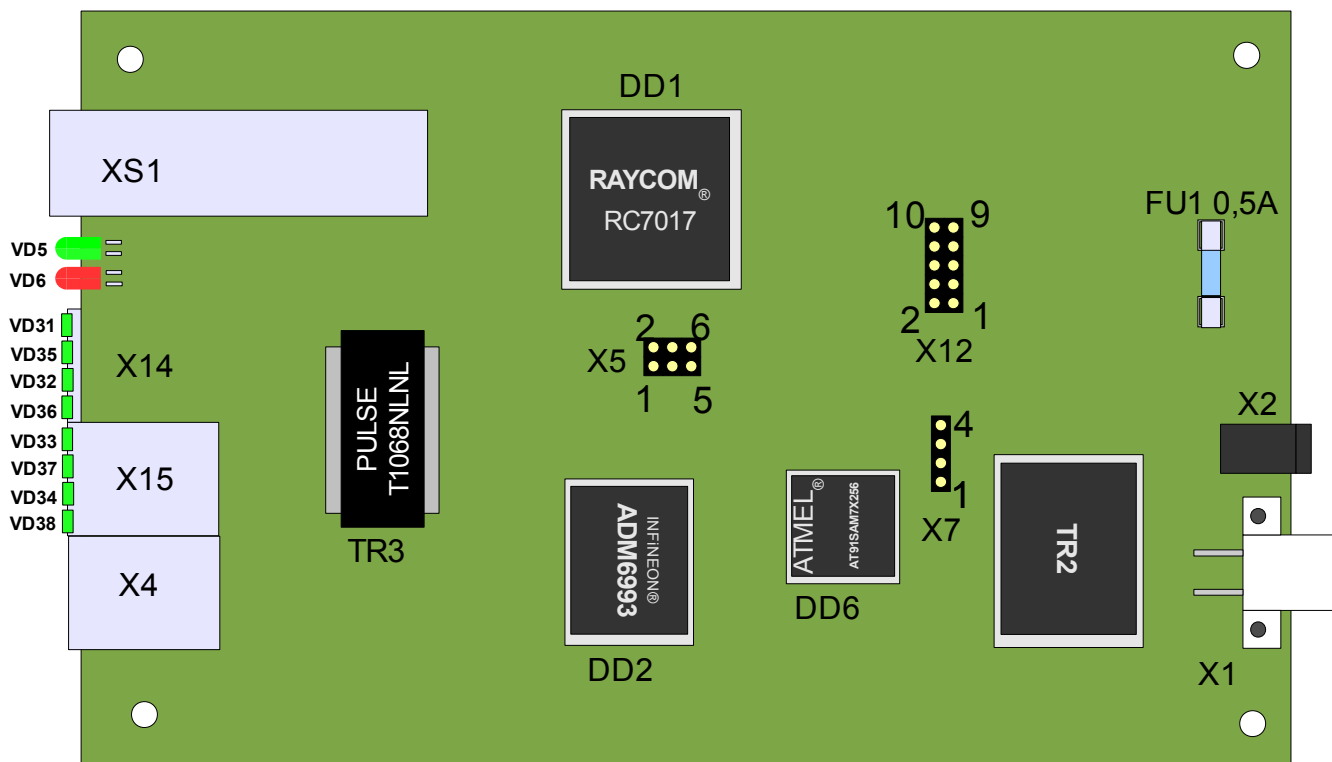 DD1
XS1
RAYCOM®
RC7017
10 9
FU1 0,5A
VD5
VD6
2 1
X12
VD31
VD35
VD32
VD36
VD33
VD37
VD34
VD38
X14
X15
X4
PULSE
T1068NLNL
TR3
2 6
X5
1 5
X2
4
1
X7
INFINEON®
ADM6993
DD2
ATMEL®
AT91SAM7X256
DD6
TR2
X1